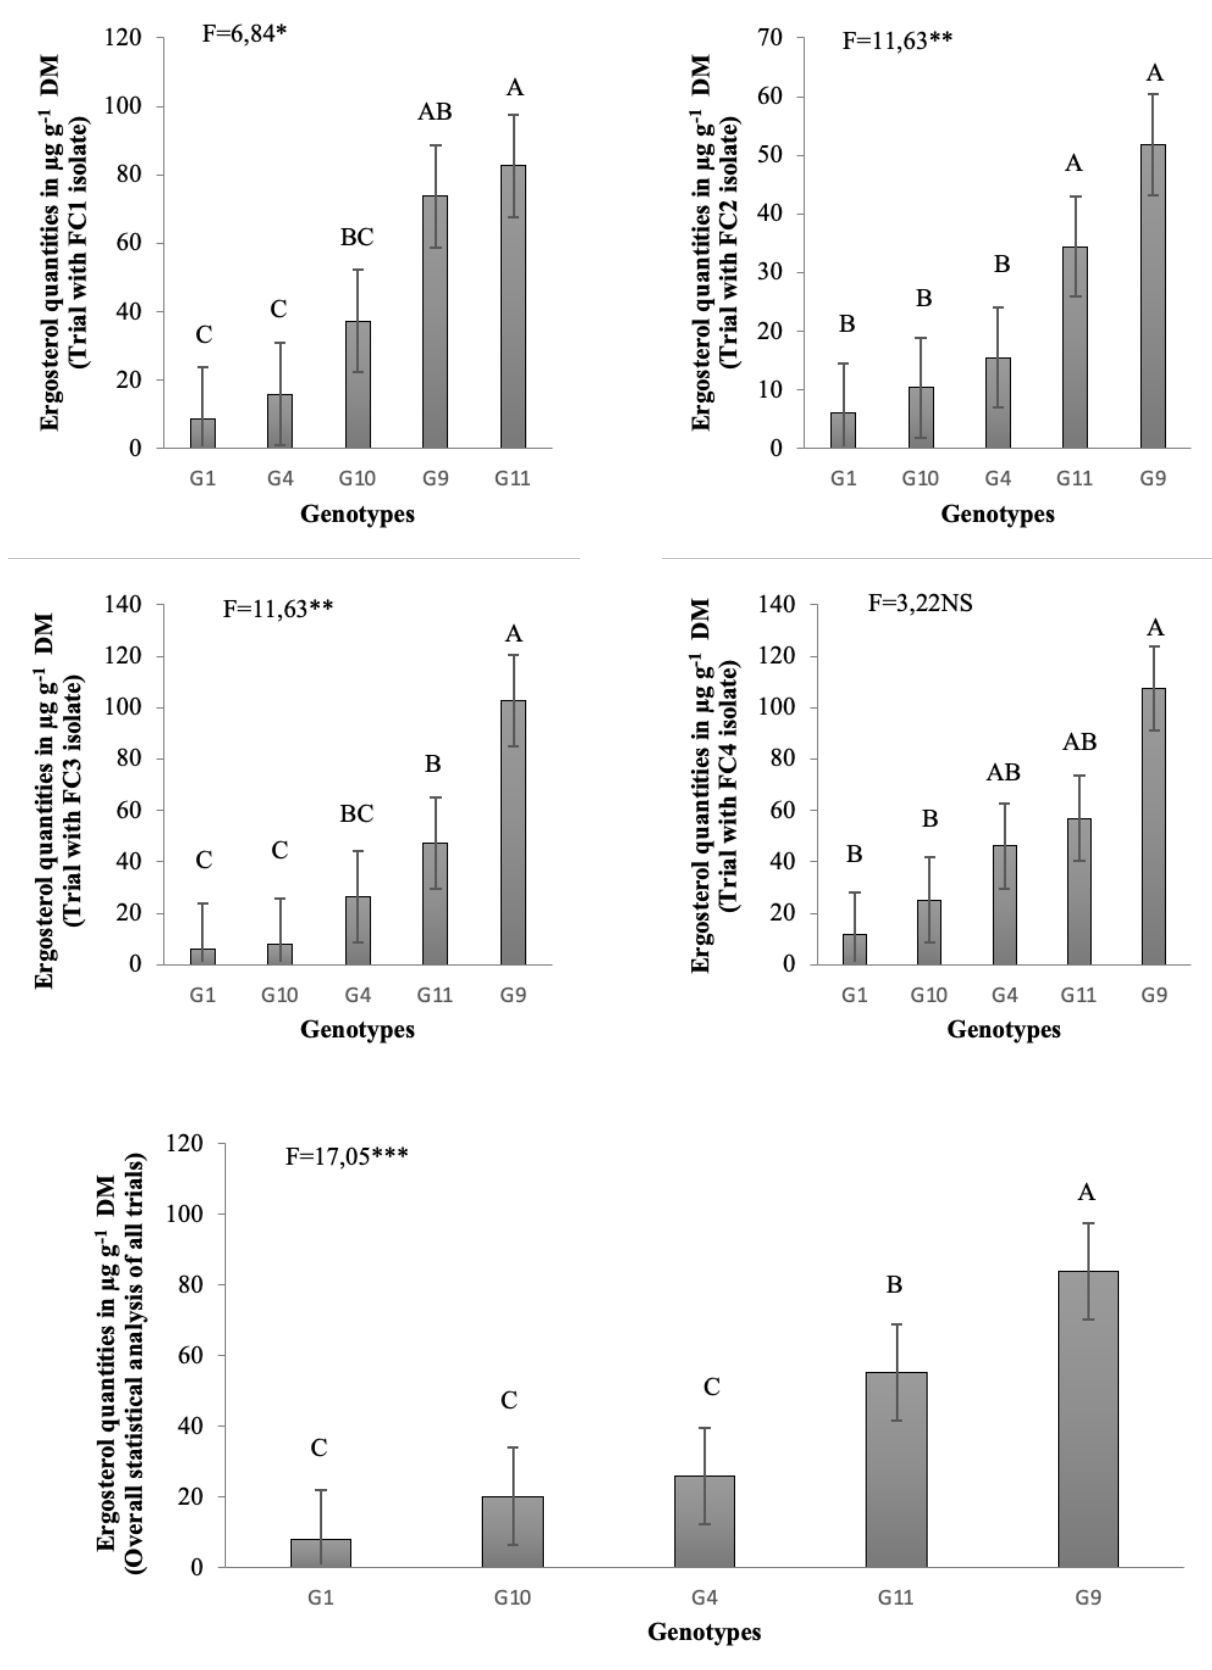 F=6,84*
Ergosterol quantities in µg g⁻¹ DM
(Trial with FC1 isolate)
120
100
80
60
40
20
0
C
C
BC
AB
A
G1 G4 G10 G9 G11
Genotypes
F=11,63**
Ergosterol quantities in µg g⁻¹ DM
(Trial with FC2 isolate)
70
60
50
40
30
20
10
0
B
B
B
A
A
G1 G10 G4 G11 G9
Genotypes
F=11,63**
Ergosterol quantities in µg g⁻¹ DM
(Trial with FC3 isolate)
140
120
100
80
60
40
20
0
C
C
BC
B
A
G1 G10 G4 G11 G9
Genotypes
F=3,22NS
Ergosterol quantities in µg g⁻¹ DM
(Trial with FC4 isolate)
140
120
100
80
60
40
20
0
B
B
AB
AB
A
G1 G10 G4 G11 G9
Genotypes
F=17,05***
Ergosterol quantities in µg g⁻¹ DM
(Overall statistical analysis of all trials)
120
100
80
60
40
20
0
C
C
C
B
A
G1 G10 G4 G11 G9
Genotypes